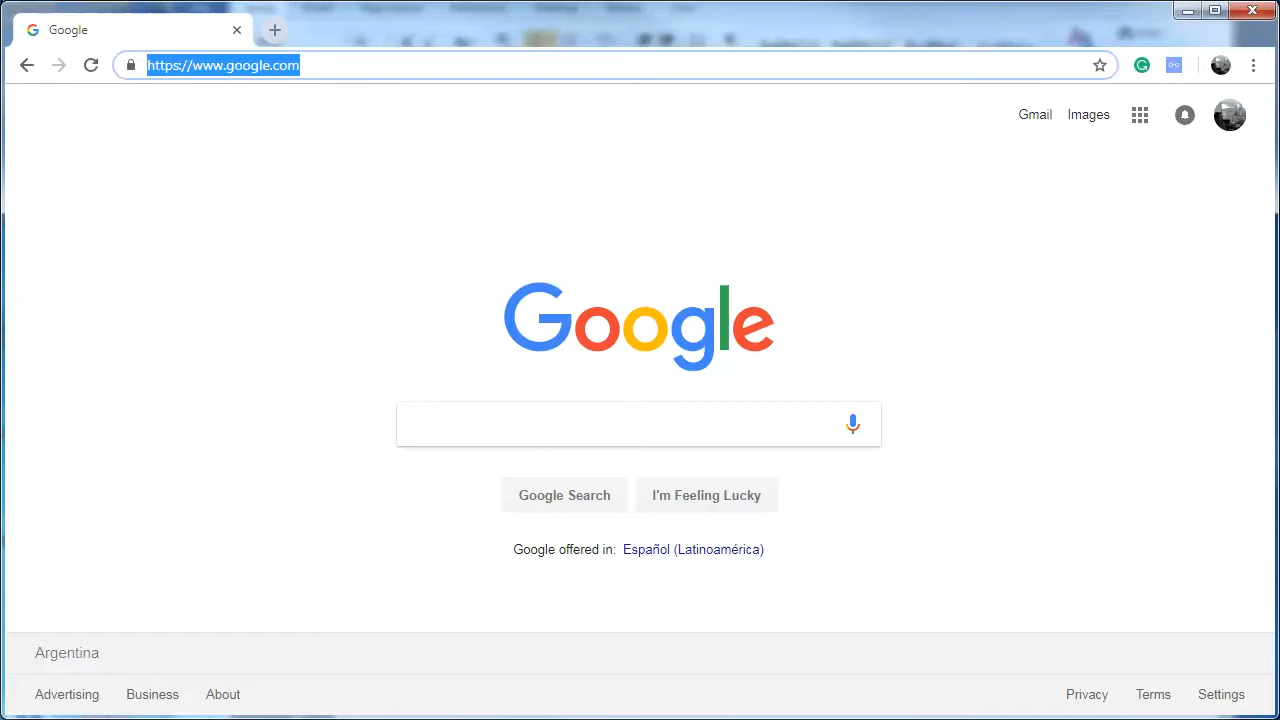 Google
https://www.google.com
Gmail Images
Google
Google Search I'm Feeling Lucky
Google offered in: Español (Latinoamérica)
Argentina
Advertising Business About Privacy Terms Settings